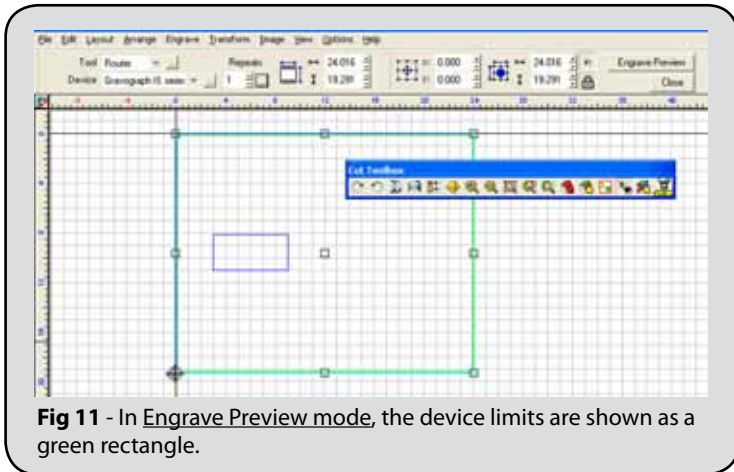 File Edit Layout Arrange Engrave Transform Image View Options Help
Tool Router Repeats 24.016 0.000 24.016 Engrave Preview
Device Gravograph IS series 1 19.291 0.000 19.291 Close
Cut Toolbox
Fig 11 - In Engrave Preview mode, the device limits are shown as a
green rectangle.